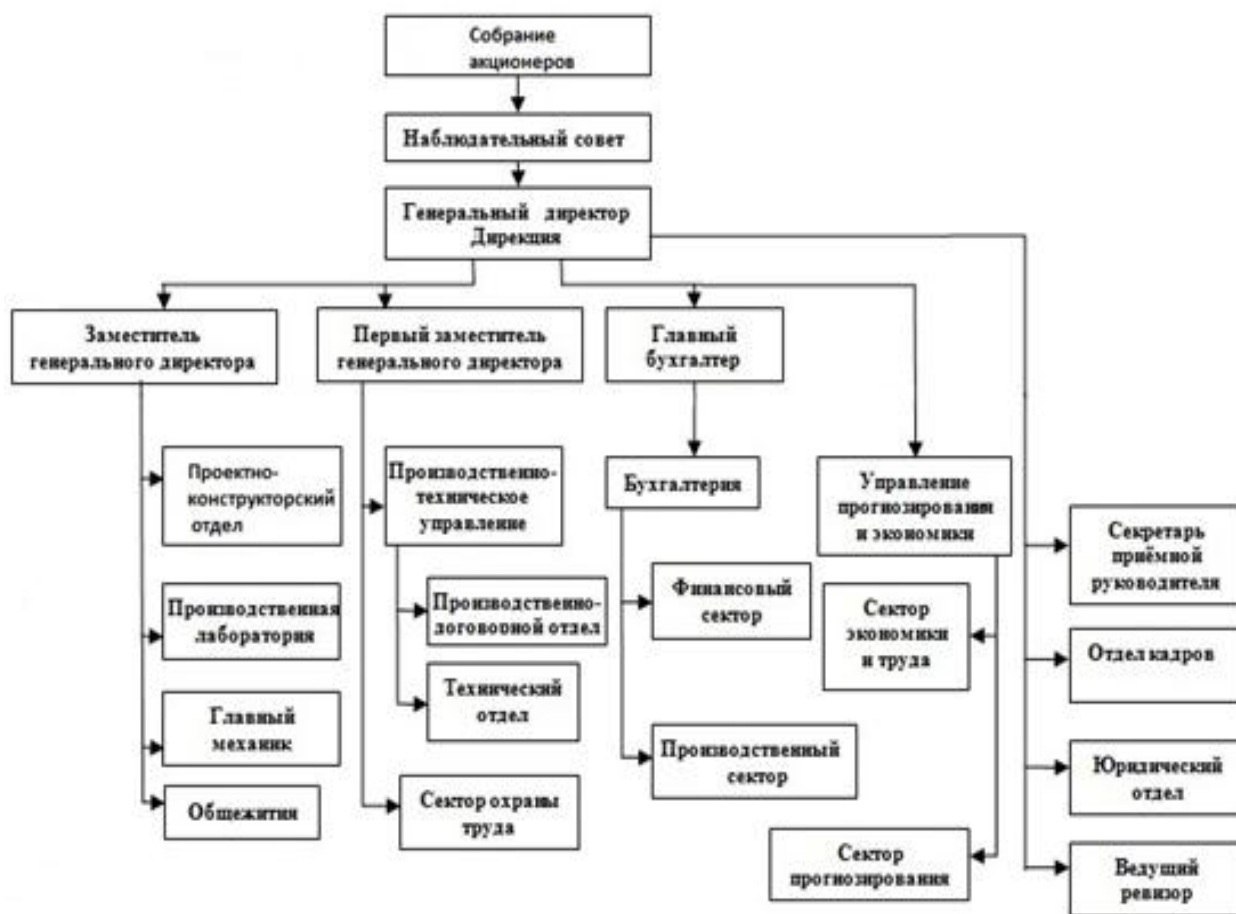 Собрание
акционеров
Наблюдательный совет
Генеральный директор
Дирекция
Заместитель
генерального директора
Первый заместитель
генерального директора
Главный
бухгалтер
Проектно-
конструкторский
отдел
Производственно-
техническое
управление
Бухгалтерия
Управление
прогнозирования
и экономики
Секретарь
приёмной
руководителя
Производственная
лаборатория
Производственно-
договорной отдел
Финансовый
сектор
Сектор
экономики
и труда
Отдел кадров
Главный
механик
Технический
отдел
Производственный
сектор
Юридический
отдел
Общежития
Сектор охраны
труда
Сектор
прогнозирования
Ведущий
ревизор